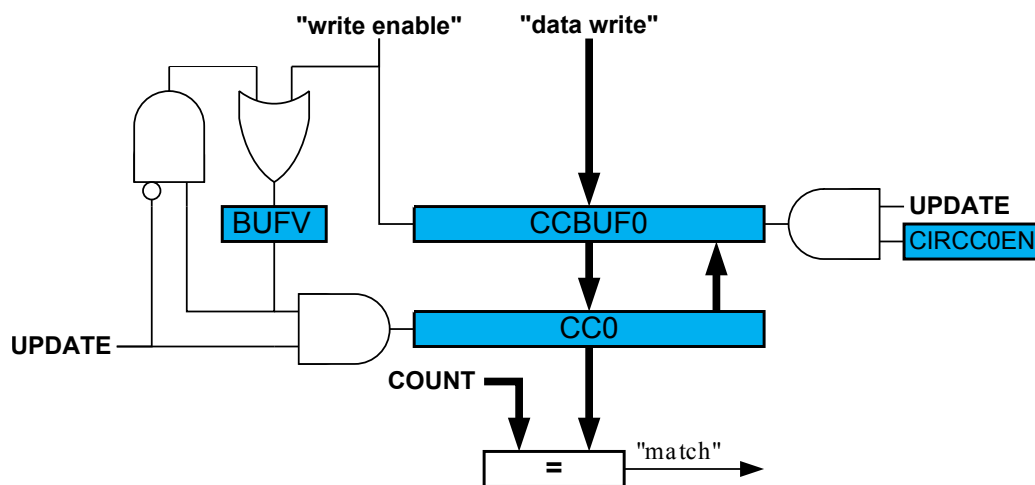 "write enable"
"data write"
BUFV
CCBUF0
UPDATE
CIRCC0EN
UPDATE
CC0
COUNT
=
"match"